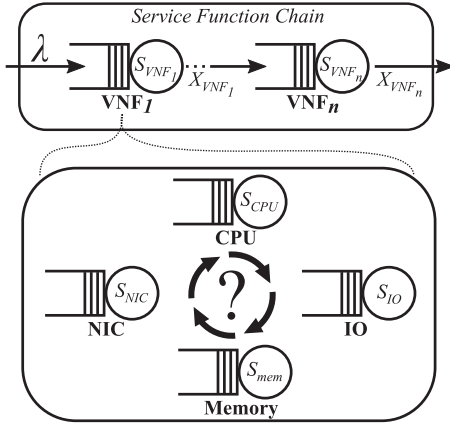 Service Function Chain
λ
S_VNF1
X_VNF1
VNF1
S_VNFn
X_VNFn
VNFn
S_CPU
CPU
S_NIC
NIC
?
S_IO
IO
S_mem
Memory